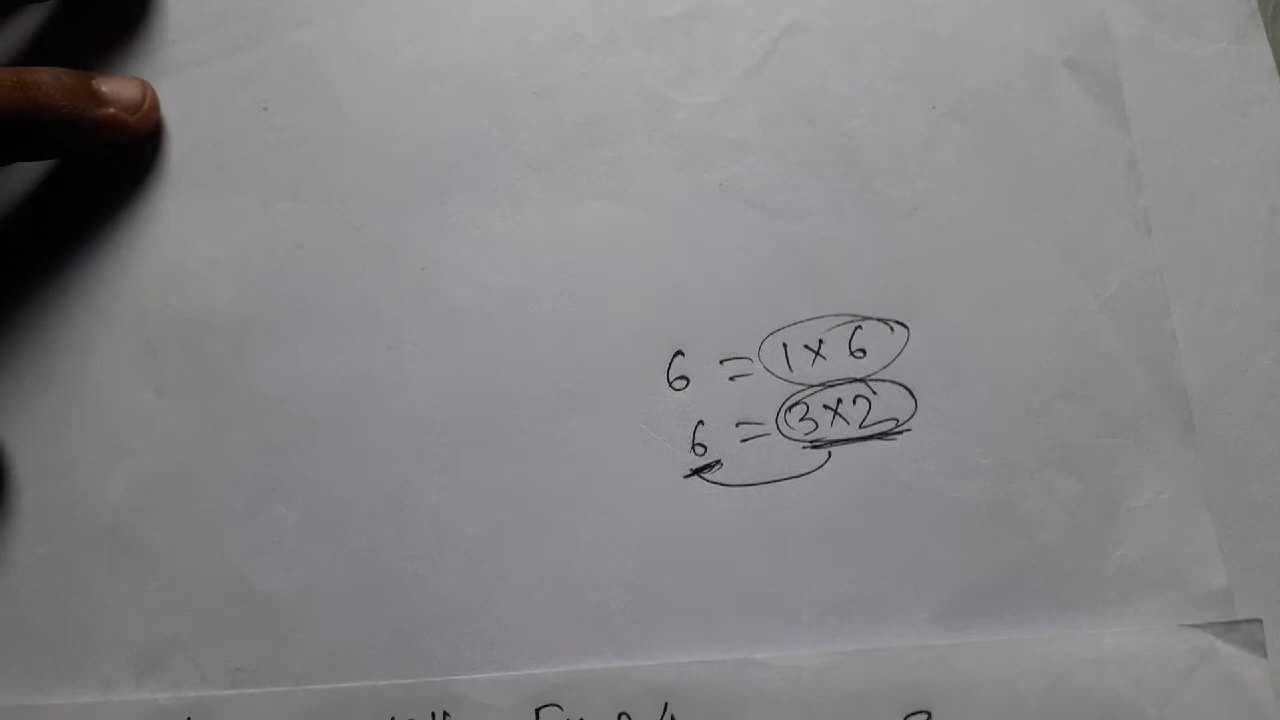 6 = 1 x 6
6 = 3 x 2